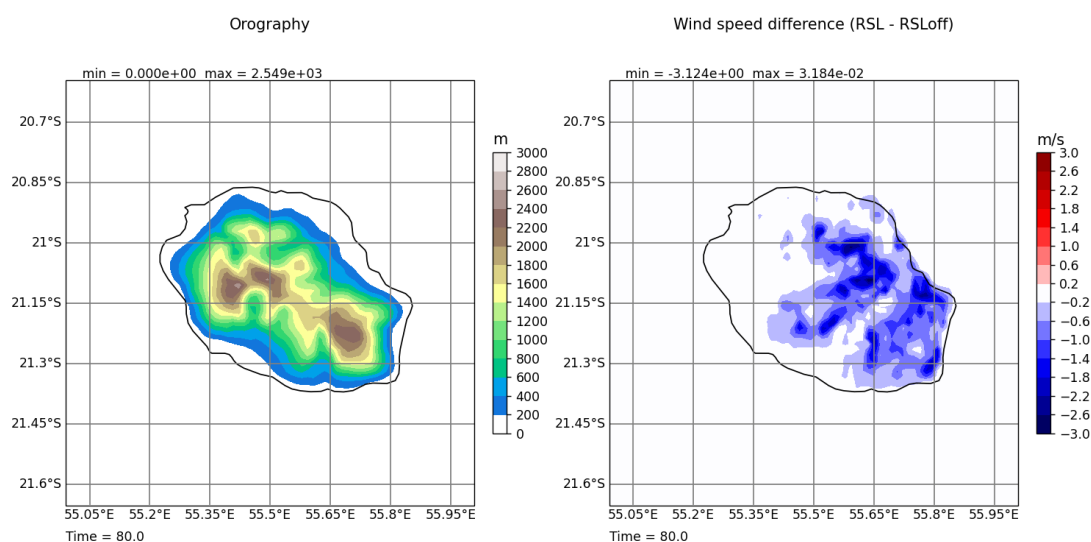 Orography
min = 0.000e+00 max = 2.549e+03
20.7°S
20.85°S
21°S
21.15°S
21.3°S
21.45°S
21.6°S
55.05°E 55.2°E 55.35°E 55.5°E 55.65°E 55.8°E 55.95°E
Time = 80.0
m
3000
2800
2600
2400
2200
2000
1800
1600
1400
1200
1000
800
600
400
200
0
Wind speed difference (RSL - RSLoff)
min = -3.124e+00 max = 3.184e-02
20.7°S
20.85°S
21°S
21.15°S
21.3°S
21.45°S
21.6°S
55.05°E 55.2°E 55.35°E 55.5°E 55.65°E 55.8°E 55.95°E
Time = 80.0
m/s
3.0
2.6
2.2
1.8
1.4
1.0
0.6
0.2
−0.2
−0.6
−1.0
−1.4
−1.8
−2.2
−2.6
−3.0